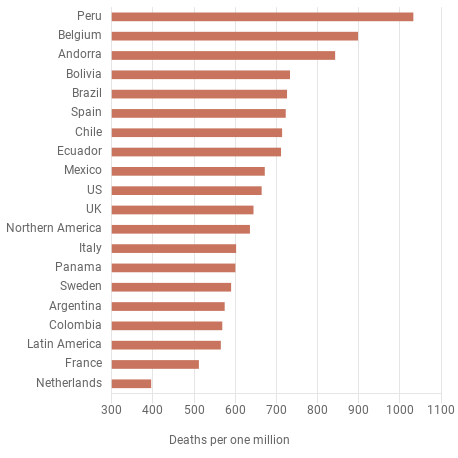 Peru
Belgium
Andorra
Bolivia
Brazil
Spain
Chile
Ecuador
Mexico
US
UK
Northern America
Italy
Panama
Sweden
Argentina
Colombia
Latin America
France
Netherlands
300 400 500 600 700 800 900 1000 1100
Deaths per one million